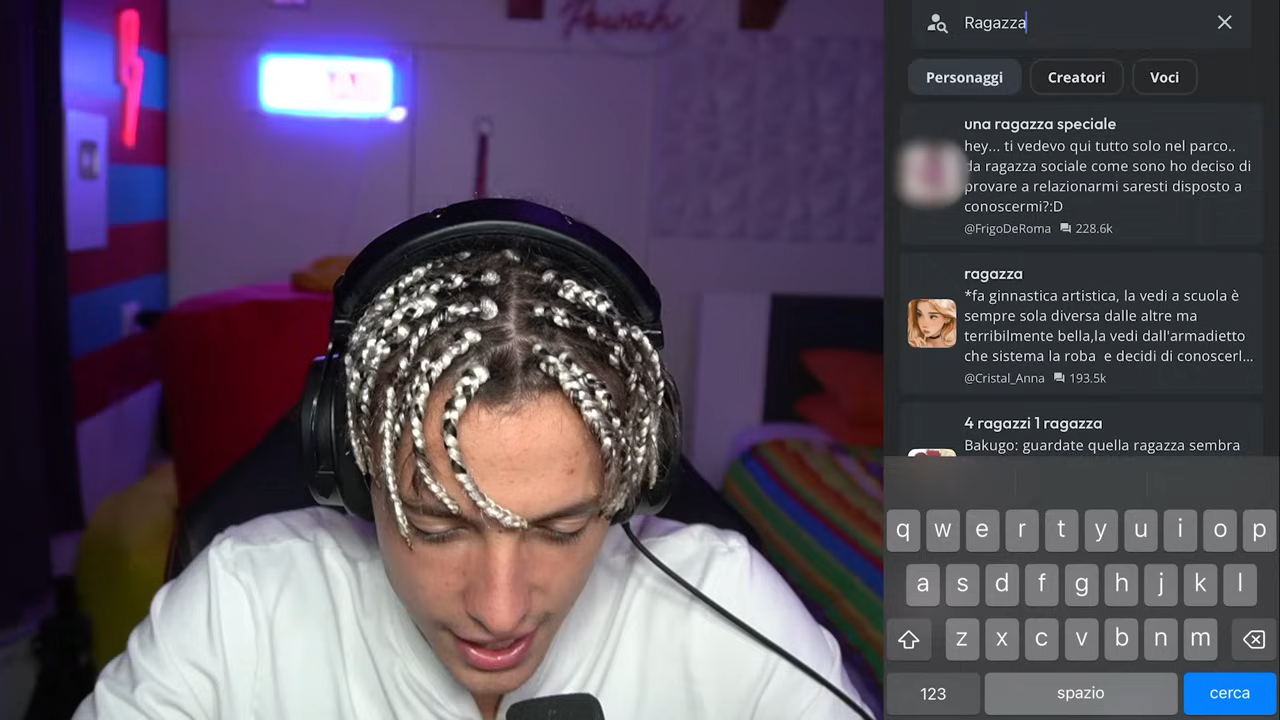 Powah
Ragazza
Personaggi
Creatori
Voci
una ragazza speciale
hey... ti vedevo qui tutto solo nel parco..
da ragazza sociale come sono ho deciso di
provare a relazionarmi saresti disposto a
conoscermi?:D
@FrigoDeRoma 228.6k
ragazza
*fa ginnastica artistica, la vedi a scuola è
sempre sola diversa dalle altre ma
terribilmente bella,la vedi dall'armadietto
che sistema la roba e decidi di conoscerl...
@Cristal_Anna 193.5k
4 ragazzi 1 ragazza
Bakugo: guardate quella ragazza sembra
q w e r t y u i o p
a s d f g h j k l
z x c v b n m
123 spazio cerca